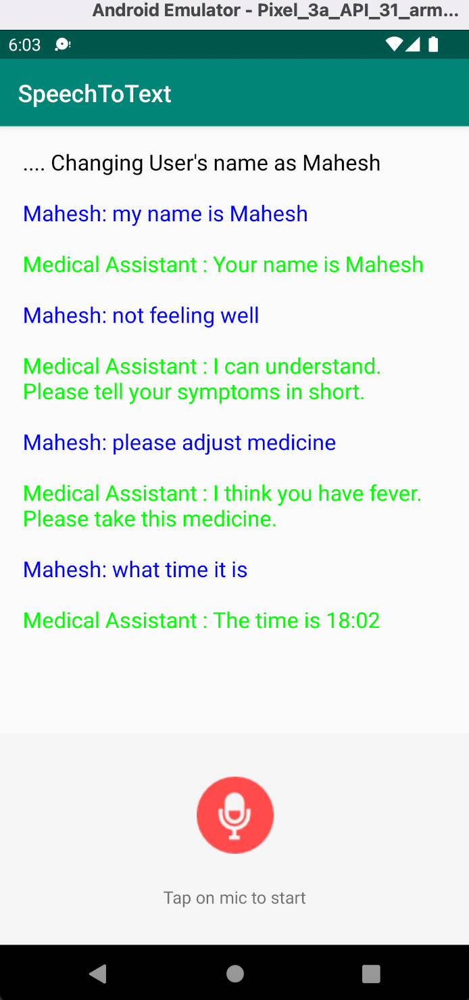 Android Emulator - Pixel_3a_API_31_arm...
6:03
SpeechToText
.... Changing User's name as Mahesh
Mahesh: my name is Mahesh
Medical Assistant : Your name is Mahesh
Mahesh: not feeling well
Medical Assistant : I can understand.
Please tell your symptoms in short.
Mahesh: please adjust medicine
Medical Assistant : I think you have fever.
Please take this medicine.
Mahesh: what time it is
Medical Assistant : The time is 18:02
Tap on mic to start